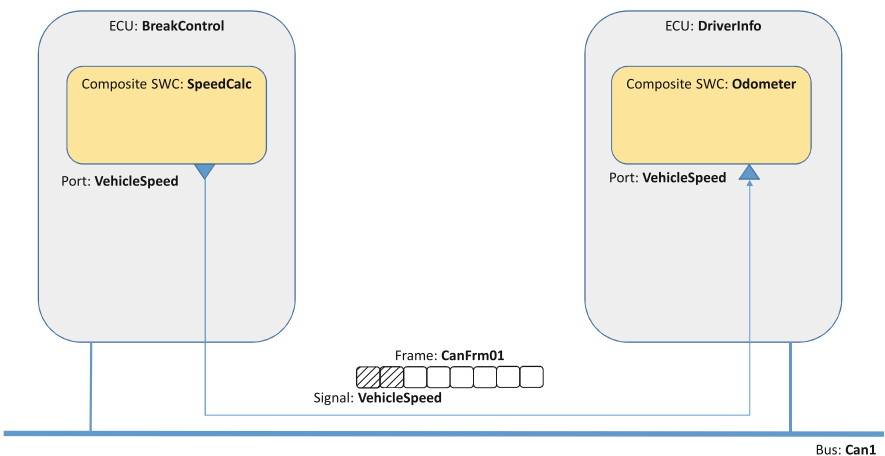 ECU: BreakControl
ECU: DriverInfo
Composite SWC: SpeedCalc
Composite SWC: Odometer
Port: VehicleSpeed
Port: VehicleSpeed
Frame: CanFrm01
Signal: VehicleSpeed
Bus: Can1